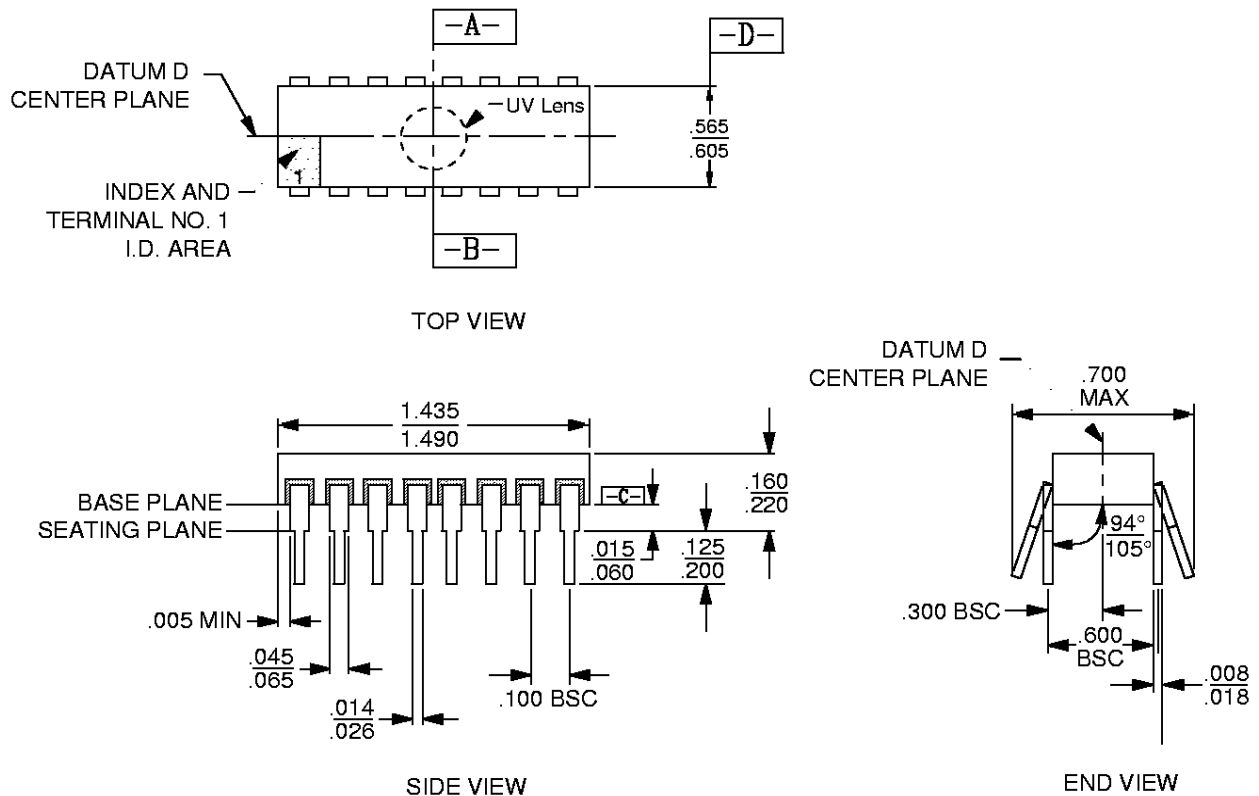 -A-
-D-
DATUM D
CENTER PLANE
UV Lens
.565
.605
1
INDEX AND
TERMINAL NO. 1
I.D. AREA
-B-
TOP VIEW
DATUM D
CENTER PLANE
.700
MAX
1.435
1.490
BASE PLANE
SEATING PLANE
-C-
.160
.220
.015
.060
.125
.200
94°
105°
.005 MIN
.045
.065
.014
.026
.100 BSC
.300 BSC
.600
BSC
.008
.018
SIDE VIEW
END VIEW